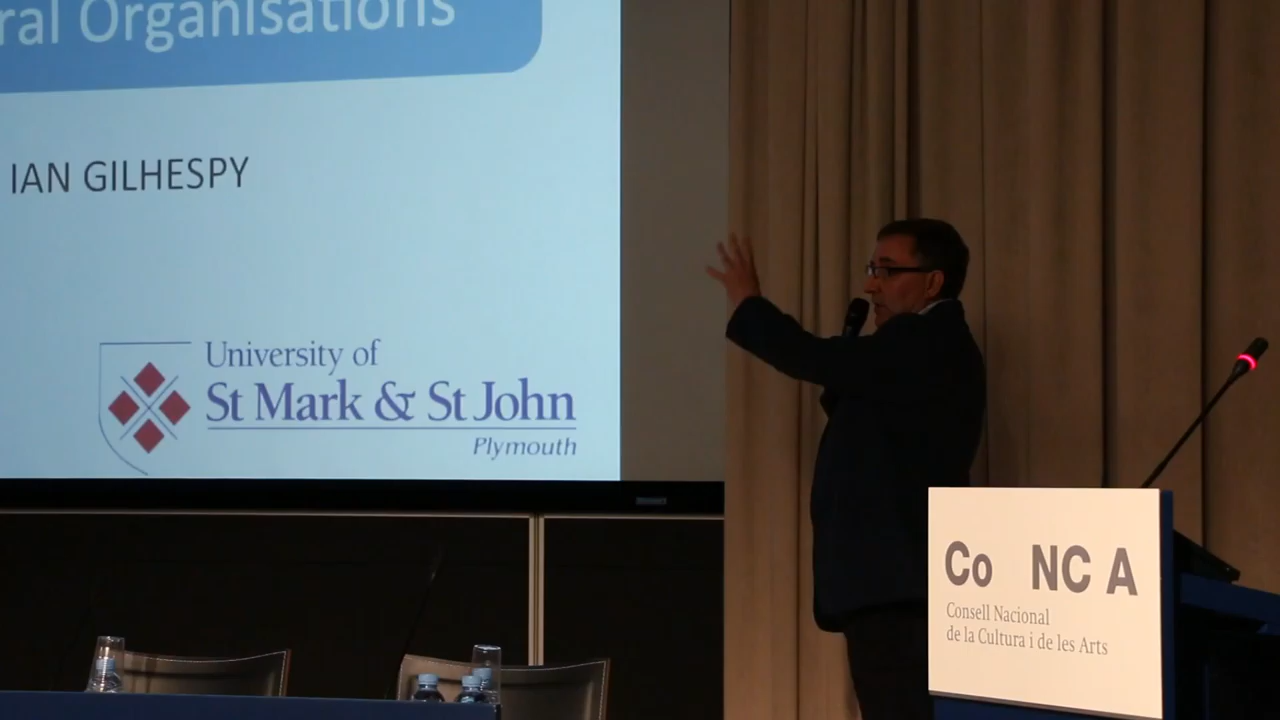 ral Organisations
IAN GILHESPY
University of
St Mark & St John
Plymouth
Co NC A
Consell Nacional
de la Cultura i de les Arts